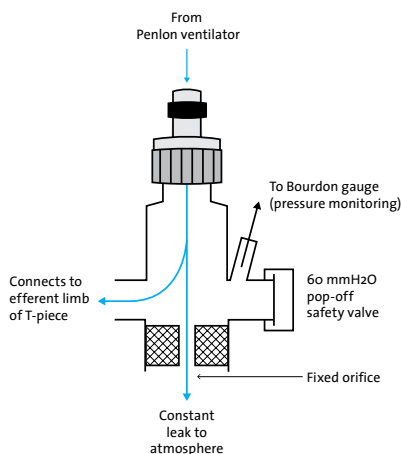 From
Penlon ventilator
To Bourdon gauge
(pressure monitoring)
Connects to
efferent limb
of T-piece
60 mmH2O
pop-off
safety valve
Fixed orifice
Constant
leak to
atmosphere